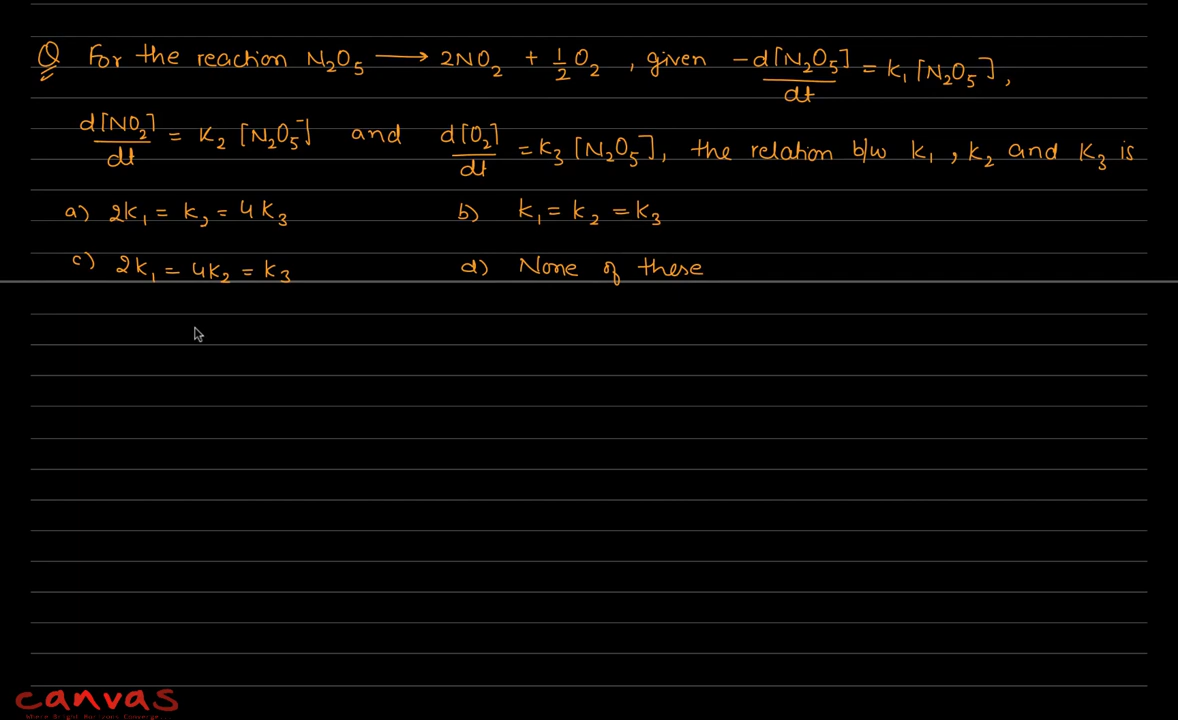 Q For the reaction N₂O₅ ⟶ 2NO₂ + 1/2 O₂ , given -d[N₂O₅]/dt = K₁[N₂O₅],
d[NO₂]/dt = K₂ [N₂O₅] and d[O₂]/dt = K₃ [N₂O₅], the relation b/w K₁, K₂ and K₃ is
a) 2K₁ = K₂ = 4K₃ b) K₁ = K₂ = K₃
c) 2K₁ = 4K₂ = K₃ d) None of these
canvas